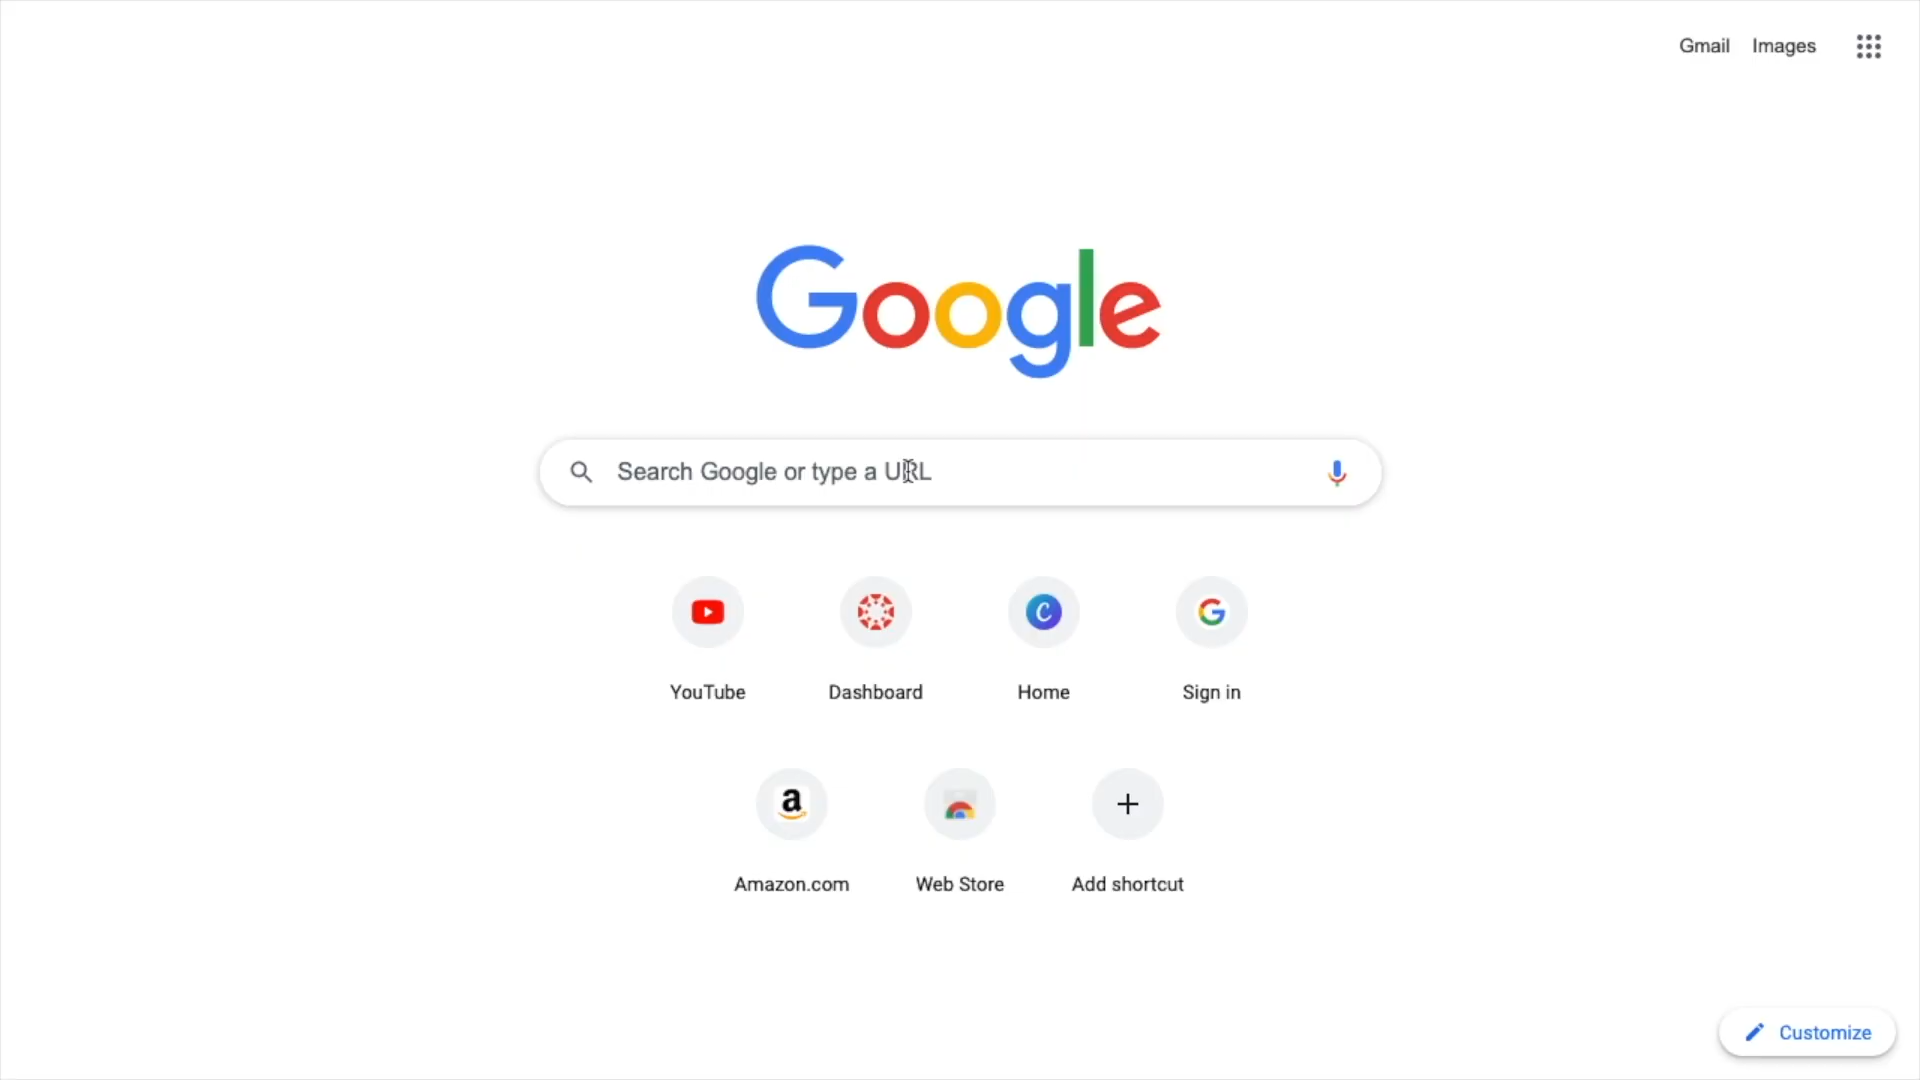 Gmail Images
Google
Search Google or type a URL
YouTube Dashboard Home Sign in
Amazon.com Web Store Add shortcut
Customize